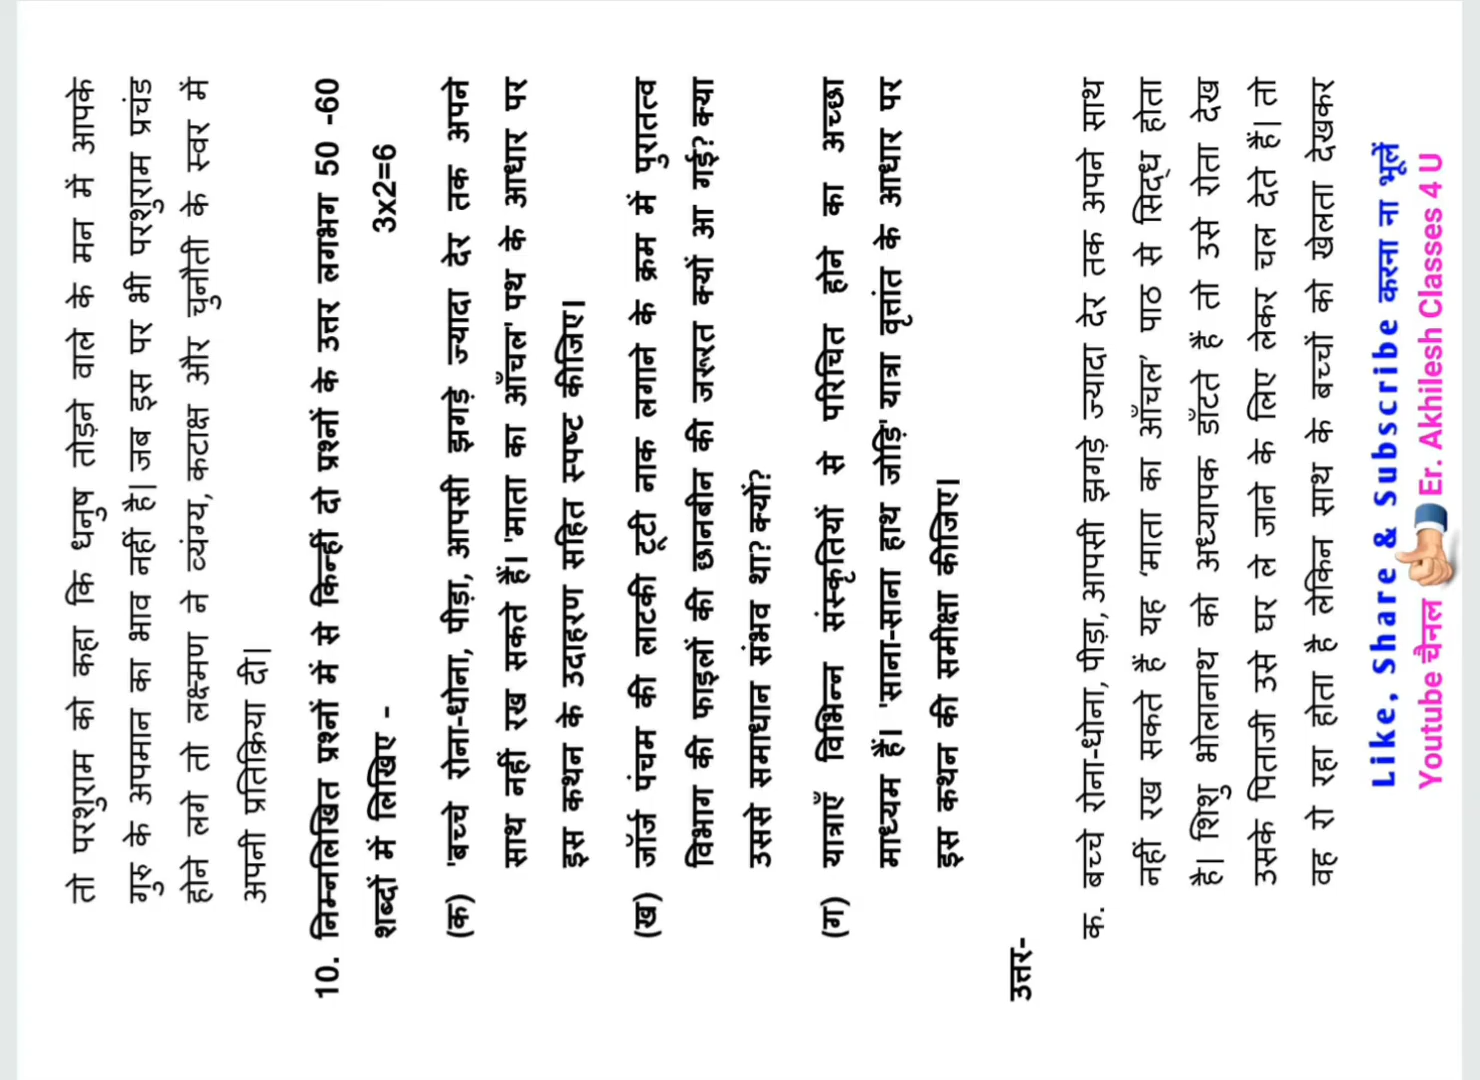 तो परशुराम को कहा कि धनुष तोड़ने वाले के मन में आपके
गुरु के अपमान का भाव नहीं है| जब इस पर भी परशुराम प्रचंड
होने लगे तो लक्ष्मण ने व्यंग्य, कटाक्ष और चुनौती के स्वर में
अपनी प्रतिक्रिया दी|
10. निम्नलिखित प्रश्नों में से किन्हीं दो प्रश्नों के उत्तर लगभग 50 -60
शब्दों में लिखिए - 3x2=6
(क) 'बच्चे रोना-धोना, पीड़ा, आपसी झगड़े ज्यादा देर तक अपने
साथ नहीं रख सकते हैं। 'माता का आँचल' पथ के आधार पर
इस कथन के उदाहरण सहित स्पष्ट कीजिए।
(ख) जॉर्ज पंचम की लाटकी टूटी नाक लगाने के क्रम में पुरातत्व
विभाग की फाइलों की छानबीन की जरूरत क्यों आ गई? क्या
उससे समाधान संभव था? क्यों?
(ग) यात्राएँ विभिन्न संस्कृतियों से परिचित होने का अच्छा
माध्यम हैं। 'साना-साना हाथ जोड़ि' यात्रा वृत्तांत के आधार पर
इस कथन की समीक्षा कीजिए।
उत्तर-
क. बच्चे रोना-धोना, पीड़ा, आपसी झगड़े ज्यादा देर तक अपने साथ
नहीं रख सकते हैं यह ‘माता का आँचल’ पाठ से सिद्ध होता
है| शिशु भोलानाथ को अध्यापक डाँटते हैं तो उसे रोता देख
उसके पिताजी उसे घर ले जाने के लिए लेकर चल देते हैं| तो
वह रो रहा होता है लेकिन साथ के बच्चों को खेलता देखकर
Like, Share & Subscribe करना ना भूलें
Youtube चैनल Er. Akhilesh Classes 4 U